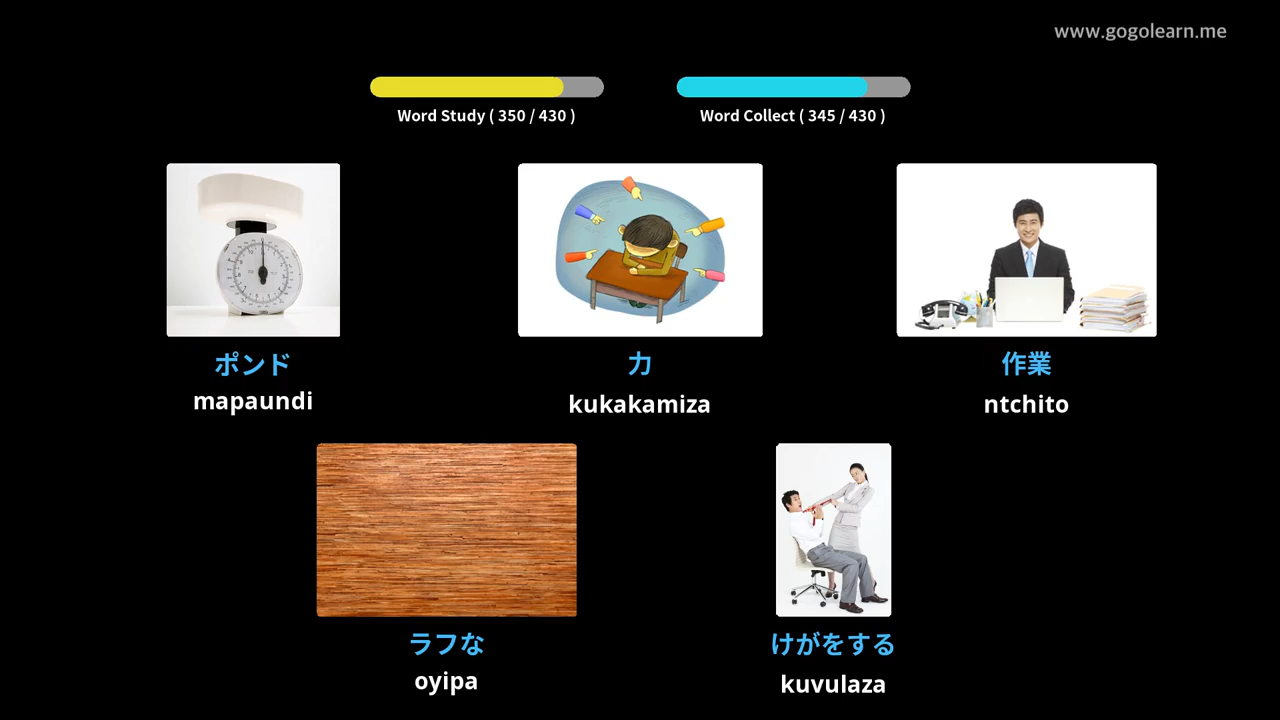 www.gogolearn.me
Word Study ( 350 / 430 )
Word Collect ( 345 / 430 )
ポンド
力
作業
mapaundi
kukakamiza
ntchito
ラフな
けがをする
oyipa
kuvulaza